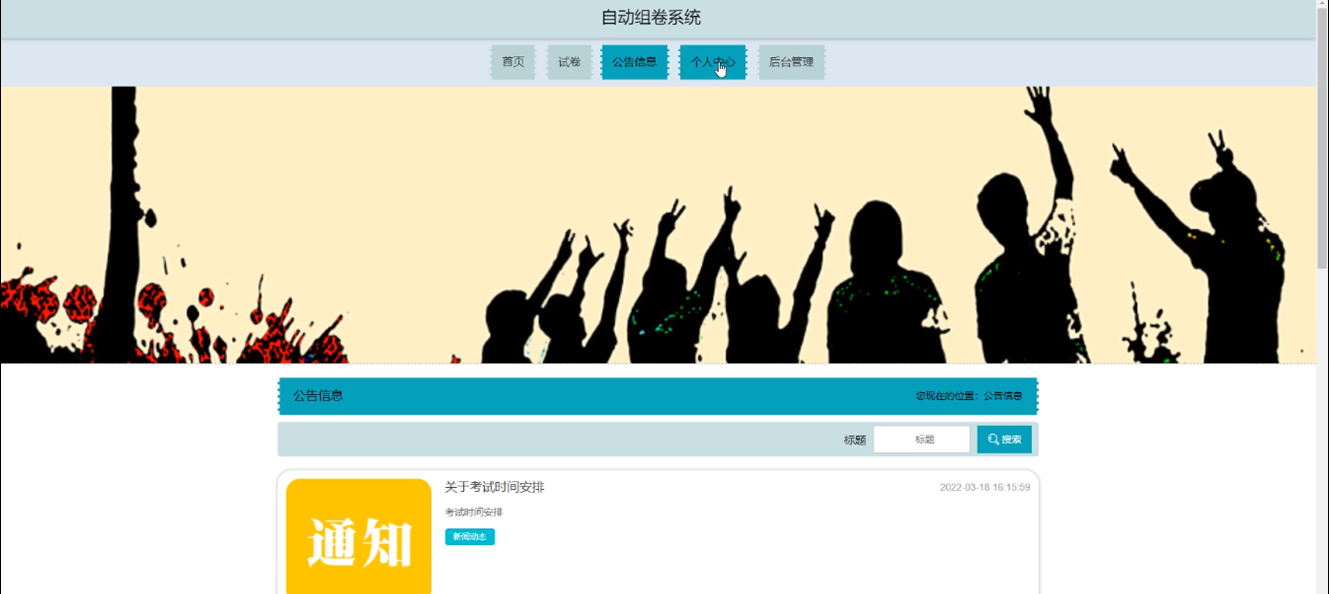 自动组卷系统
首页 试卷 公告信息 个人中心 后台管理
公告信息 您现在的位置：公告信息
标题 标题 搜索
关于考试时间安排 2022-03-18 16:15:59
考试时间安排
新闻动态
通知